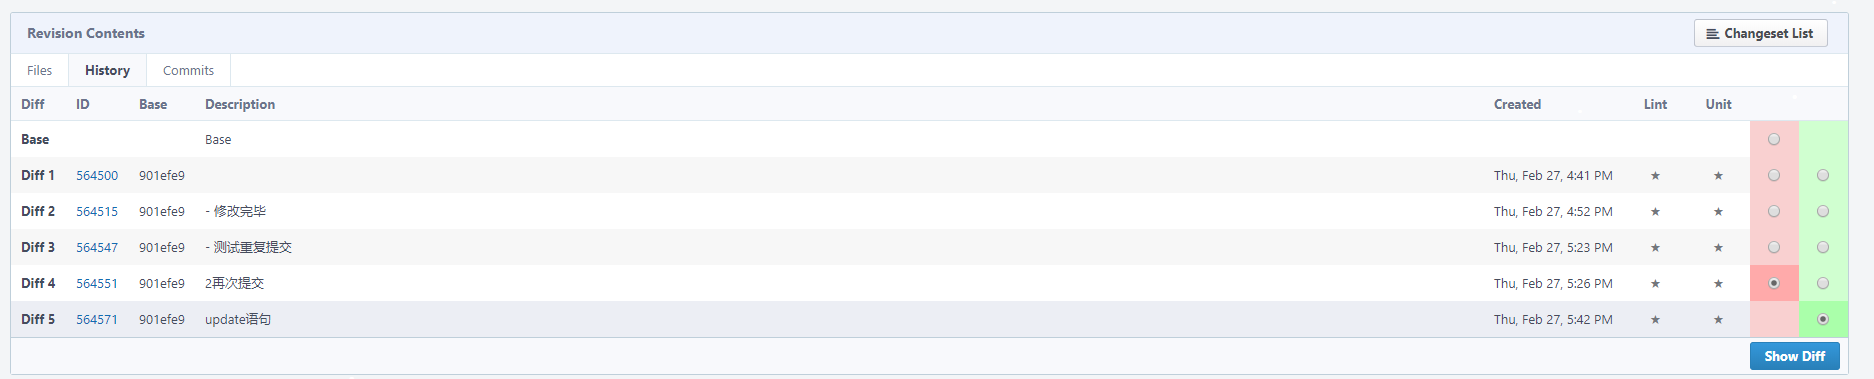 Revision Contents
Changeset List
Files History Commits
Diff ID Base Description Created Lint Unit
Base Base
Diff 1 564500 901efe9 Thu, Feb 27, 4:41 PM ★ ★
Diff 2 564515 901efe9 - 修改完毕 Thu, Feb 27, 4:52 PM ★ ★
Diff 3 564547 901efe9 - 测试重复提交 Thu, Feb 27, 5:23 PM ★ ★
Diff 4 564551 901efe9 2再次提交 Thu, Feb 27, 5:26 PM ★ ★
Diff 5 564571 901efe9 update语句 Thu, Feb 27, 5:42 PM ★ ★
Show Diff